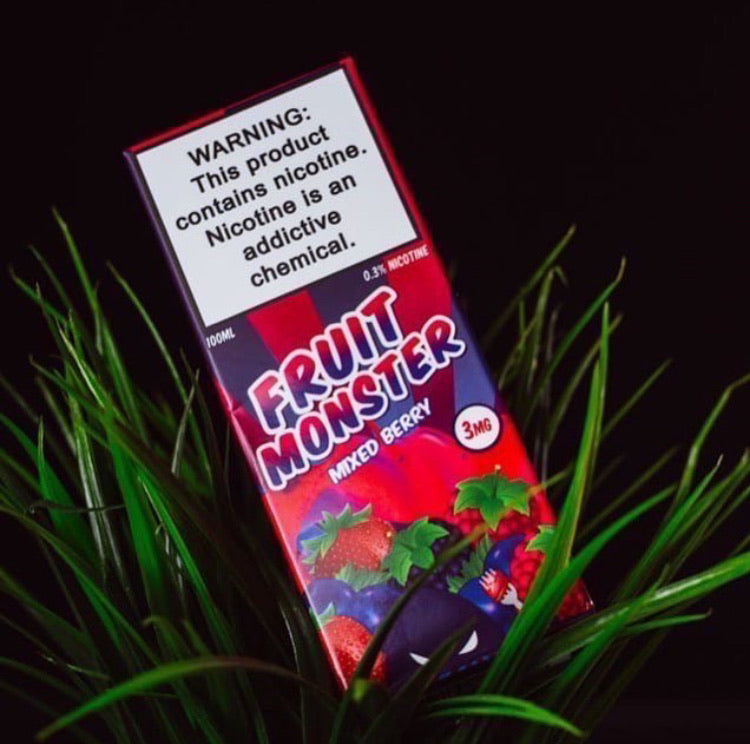 WARNING:
This product
contains nicotine.
Nicotine is an
addictive
chemical.
0.3% NICOTINE
100ML
FRUIT
MONSTER
MIXED BERRY
3MG